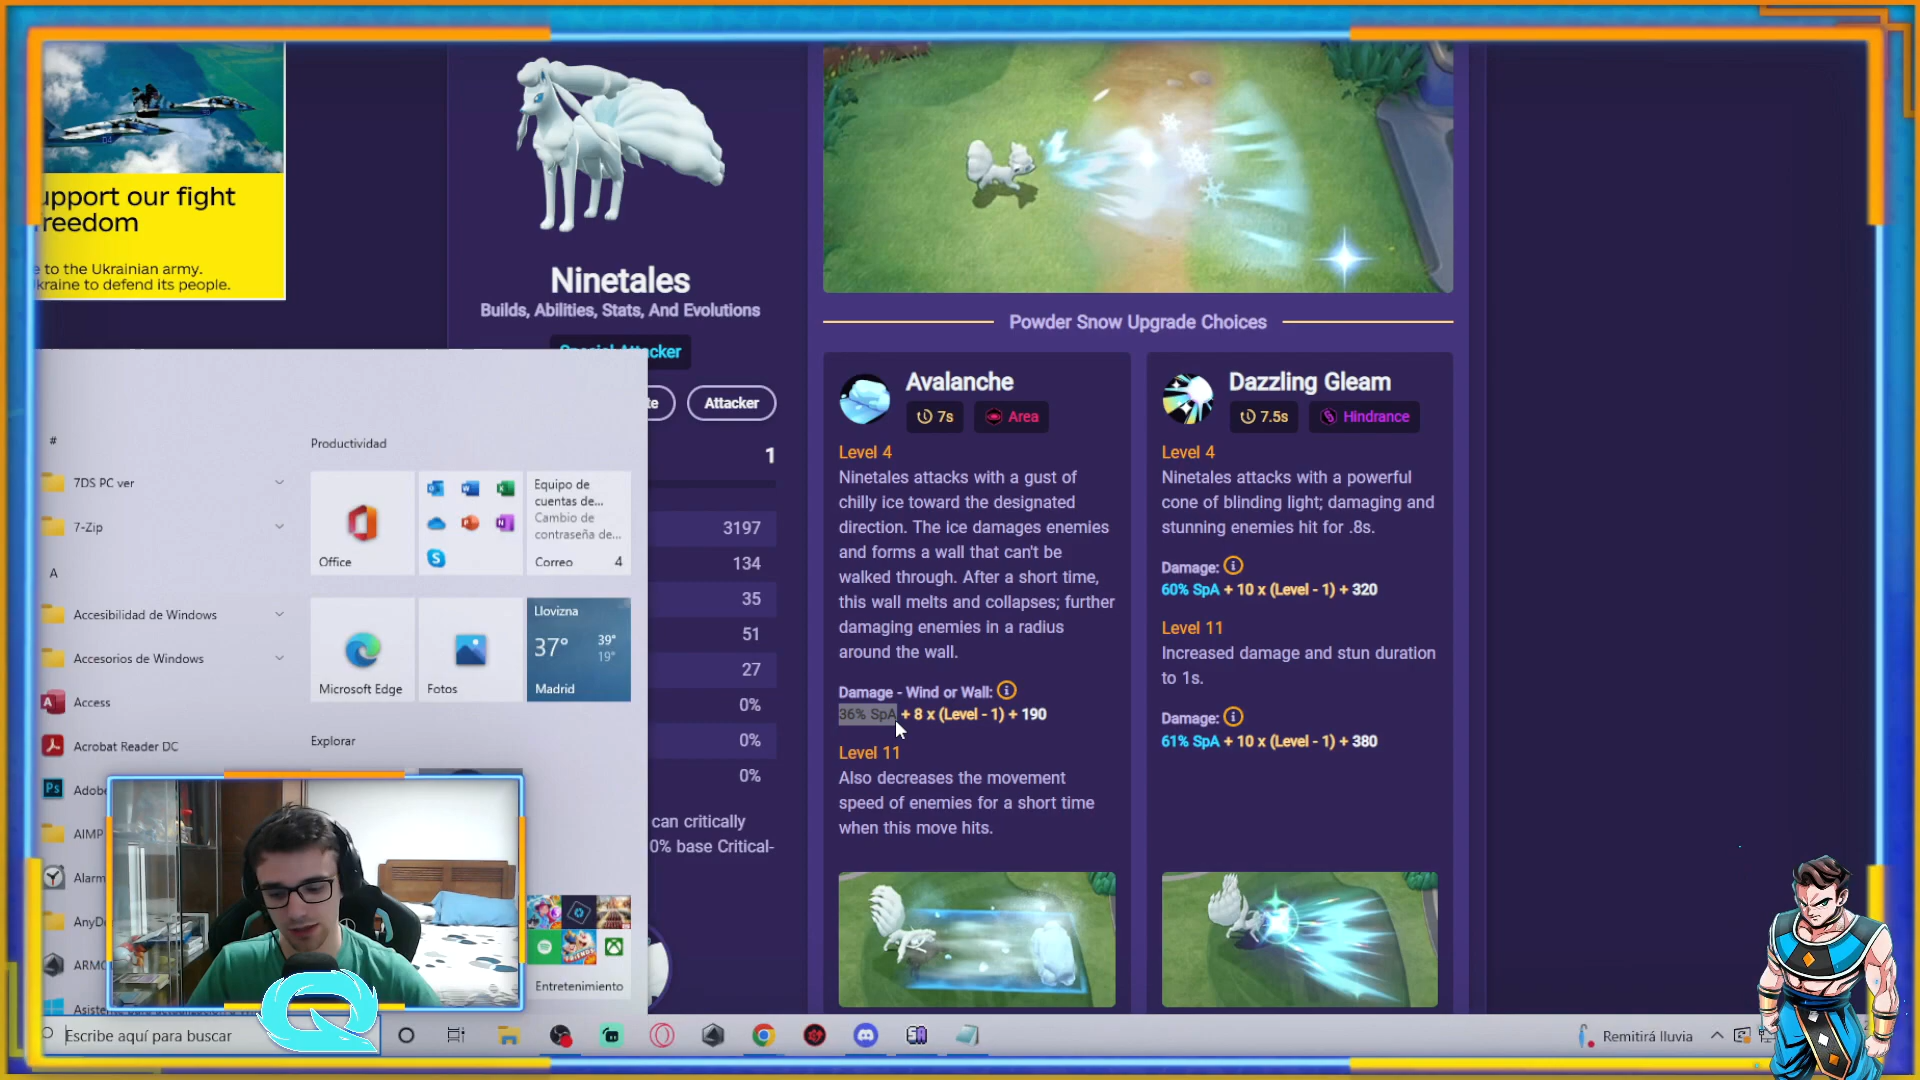 upport our fight
reedom
e to the Ukrainian army.
kraine to defend its people.
Ninetales
Builds, Abilities, Stats, And Evolutions
Special Attacker
te
Attacker
1
3197
134
35
51
27
0%
0%
0%
can critically
0% base Critical-
Powder Snow Upgrade Choices
Avalanche
7s
Area
Level 4
Ninetales attacks with a gust of
chilly ice toward the designated
direction. The ice damages enemies
and forms a wall that can't be
walked through. After a short time,
this wall melts and collapses; further
damaging enemies in a radius
around the wall.
Damage - Wind or Wall:
36% SpA + 8 x (Level - 1) + 190
Level 11
Also decreases the movement
speed of enemies for a short time
when this move hits.
Dazzling Gleam
7.5s
Hindrance
Level 4
Ninetales attacks with a powerful
cone of blinding light; damaging and
stunning enemies hit for .8s.
Damage:
60% SpA + 10 x (Level - 1) + 320
Level 11
Increased damage and stun duration
to 1s.
Damage:
61% SpA + 10 x (Level - 1) + 380
#
7DS PC ver
7-Zip
A
Accesibilidad de Windows
Accesorios de Windows
Access
Acrobat Reader DC
Adobe
AIMP
Alarm
AnyD
ARMO
Asiste
Productividad
Office
Equipo de
cuentas de...
Cambio de
contraseña de...
Correo 4
Microsoft Edge
Fotos
Llovizna
37° 39°
19°
Madrid
Explorar
Entretenimiento
Escribe aquí para buscar
Remitirá lluvia